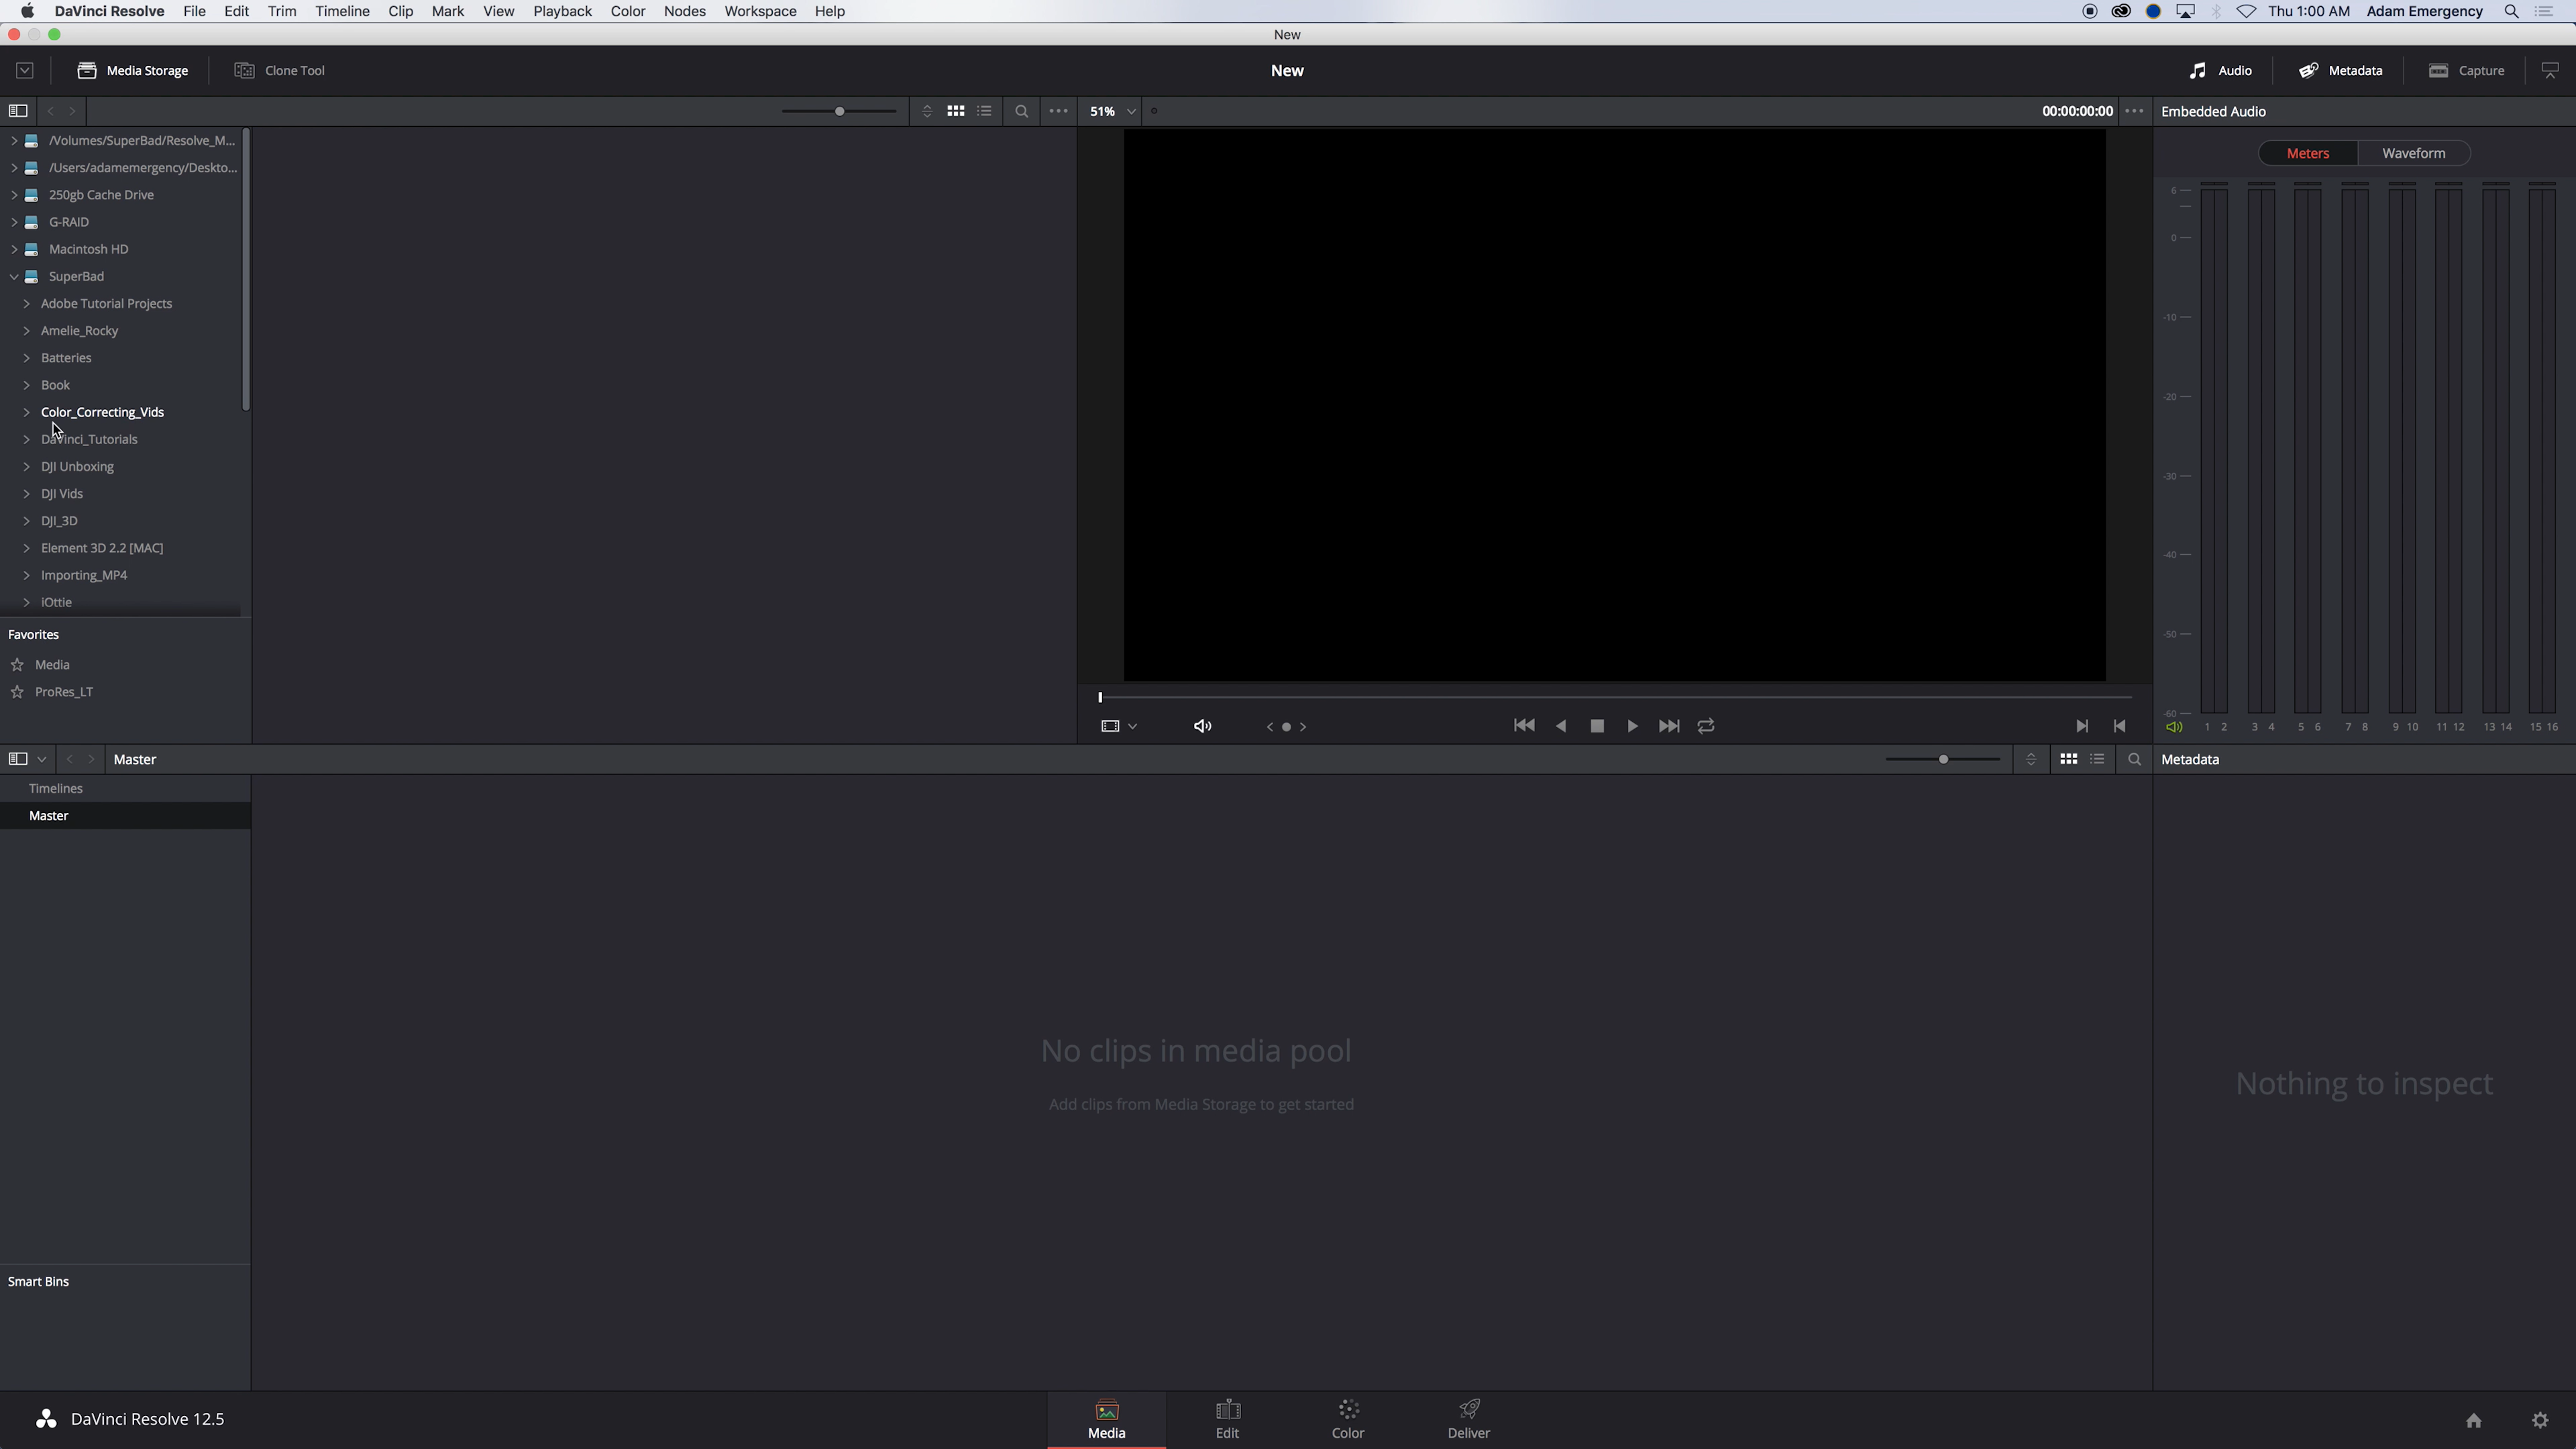 DaVinci Resolve File Edit Trim Timeline Clip Mark View Playback Color Nodes Workspace Help Thu 1:00 AM Adam Emergency
New
Media Storage Clone Tool New Audio Metadata Capture
51% 00:00:00:00 Embedded Audio
/Volumes/SuperBad/Resolve_M...
/Users/adamemergency/Deskto...
250gb Cache Drive
G-RAID
Macintosh HD
SuperBad
Adobe Tutorial Projects
Amelie_Rocky
Batteries
Book
Color_Correcting_Vids
DaVinci_Tutorials
DJI Unboxing
DJI Vids
DJI_3D
Element 3D 2.2 [MAC]
Importing_MP4
iOttie
Favorites
Media
ProRes_LT
Meters Waveform
6
0
-10
-20
-30
-40
-50
-60
1 2 3 4 5 6 7 8 9 10 11 12 13 14 15 16
Master Metadata
Timelines
Master
No clips in media pool
Add clips from Media Storage to get started
Nothing to inspect
Smart Bins
DaVinci Resolve 12.5 Media Edit Color Deliver